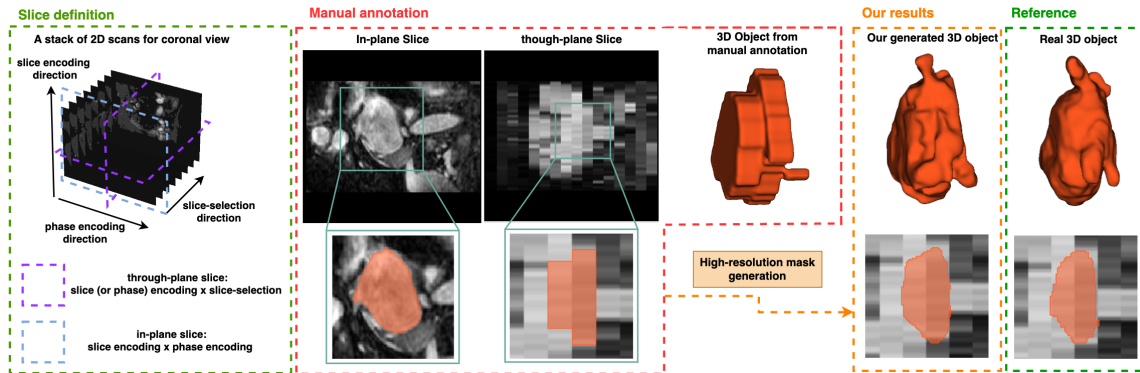 Slice definition
A stack of 2D scans for coronal view
slice encoding
direction
slice-selection
direction
phase encoding
direction
through-plane slice:
slice (or phase) encoding x slice-selection
in-plane slice:
slice encoding x phase encoding
Manual annotation
In-plane Slice
though-plane Slice
3D Object from
manual annotation
High-resolution mask
generation
Our results
Our generated 3D object
Reference
Real 3D object